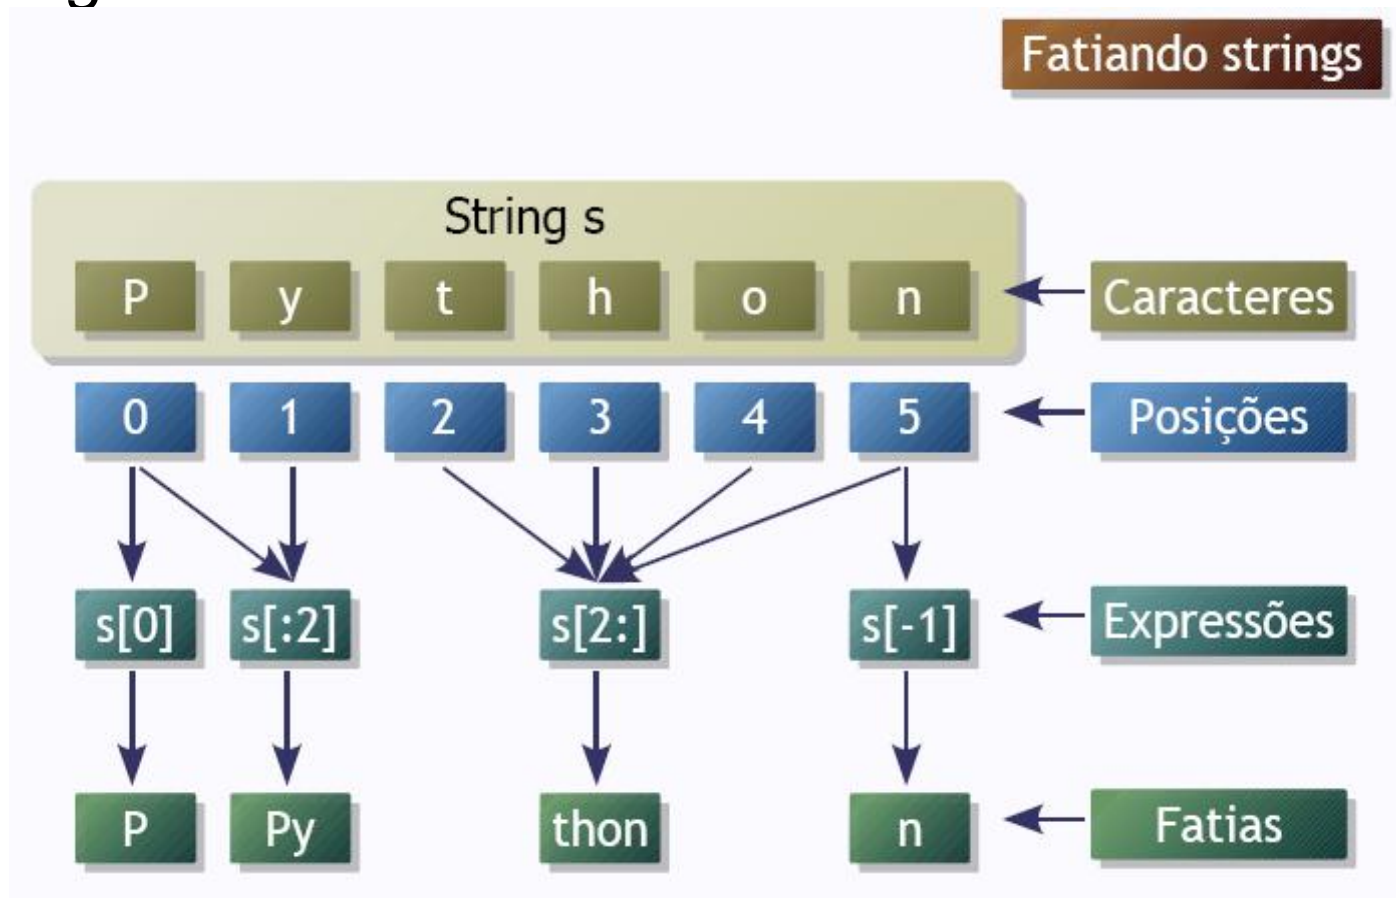 Fatiando strings
String s
P y t h o n Caracteres
0 1 2 3 4 5 Posições
s[0] s[:2] s[2:] s[-1] Expressões
P Py thon n Fatias